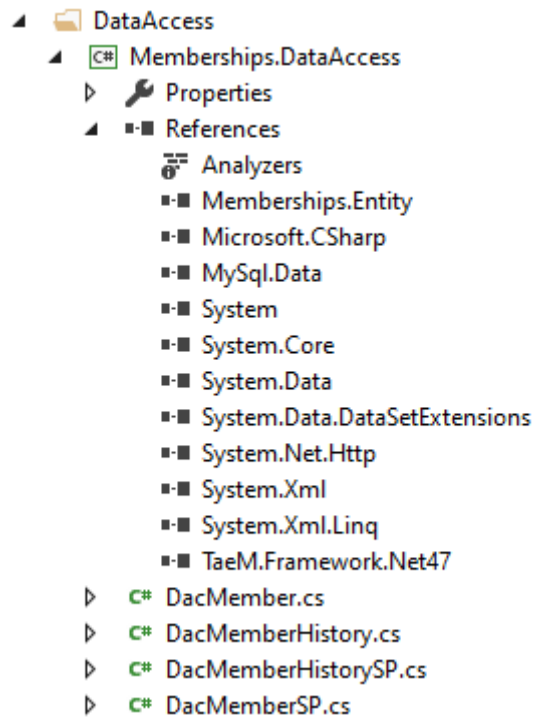 DataAccess
C# Memberships.DataAccess
Properties
References
Analyzers
Memberships.Entity
Microsoft.CSharp
MySql.Data
System
System.Core
System.Data
System.Data.DataSetExtensions
System.Net.Http
System.Xml
System.Xml.Linq
TaeM.Framework.Net47
C# DacMember.cs
C# DacMemberHistory.cs
C# DacMemberHistorySP.cs
C# DacMemberSP.cs